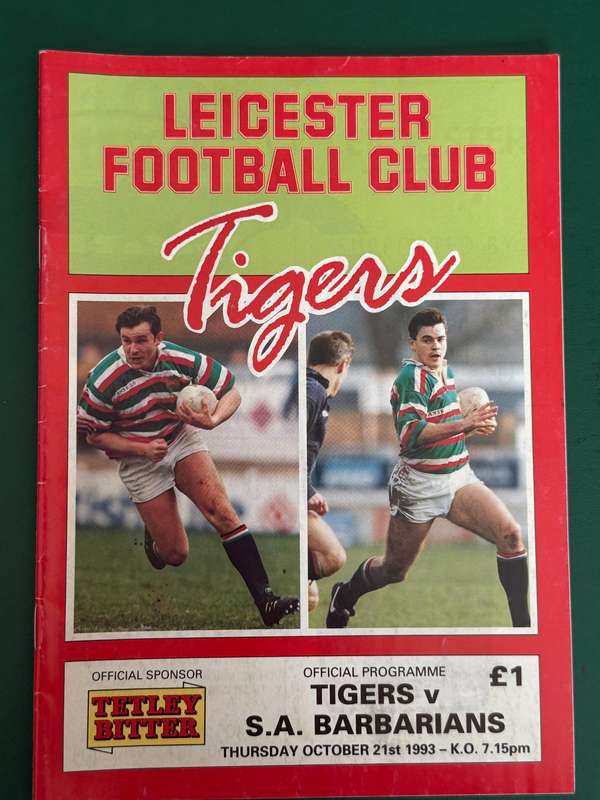 LEICESTER
FOOTBALL CLUB
Tigers
OFFICIAL SPONSOR
TETLEY
BITTER
OFFICIAL PROGRAMME
£1
TIGERS v
S.A. BARBARIANS
THURSDAY OCTOBER 21st 1993 – K.O. 7.15pm